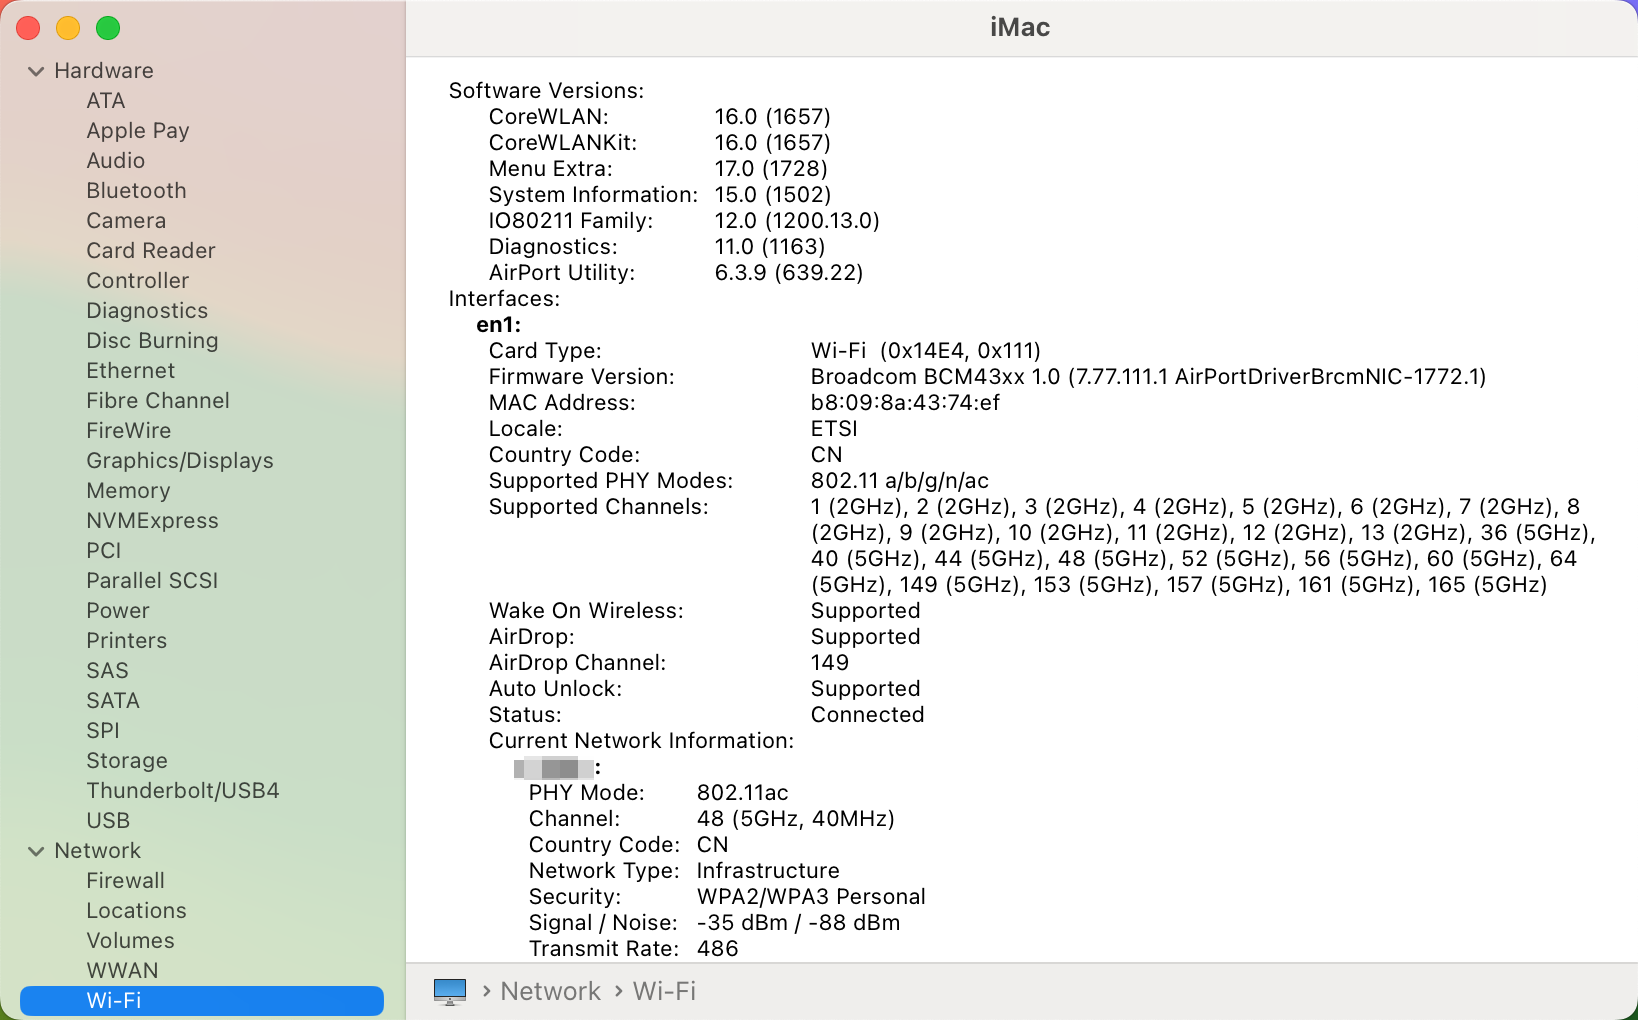 iMac
Hardware
ATA
Apple Pay
Audio
Bluetooth
Camera
Card Reader
Controller
Diagnostics
Disc Burning
Ethernet
Fibre Channel
FireWire
Graphics/Displays
Memory
NVMExpress
PCI
Parallel SCSI
Power
Printers
SAS
SATA
SPI
Storage
Thunderbolt/USB4
USB
Network
Firewall
Locations
Volumes
WWAN
Wi-Fi
Software Versions:
CoreWLAN: 16.0 (1657)
CoreWLANKit: 16.0 (1657)
Menu Extra: 17.0 (1728)
System Information: 15.0 (1502)
IO80211 Family: 12.0 (1200.13.0)
Diagnostics: 11.0 (1163)
AirPort Utility: 6.3.9 (639.22)
Interfaces:
en1:
Card Type: Wi-Fi (0x14E4, 0x111)
Firmware Version: Broadcom BCM43xx 1.0 (7.77.111.1 AirPortDriverBrcmNIC-1772.1)
MAC Address: b8:09:8a:43:74:ef
Locale: ETSI
Country Code: CN
Supported PHY Modes: 802.11 a/b/g/n/ac
Supported Channels: 1 (2GHz), 2 (2GHz), 3 (2GHz), 4 (2GHz), 5 (2GHz), 6 (2GHz), 7 (2GHz), 8
(2GHz), 9 (2GHz), 10 (2GHz), 11 (2GHz), 12 (2GHz), 13 (2GHz), 36 (5GHz),
40 (5GHz), 44 (5GHz), 48 (5GHz), 52 (5GHz), 56 (5GHz), 60 (5GHz), 64
(5GHz), 149 (5GHz), 153 (5GHz), 157 (5GHz), 161 (5GHz), 165 (5GHz)
Wake On Wireless: Supported
AirDrop: Supported
AirDrop Channel: 149
Auto Unlock: Supported
Status: Connected
Current Network Information:
:
PHY Mode: 802.11ac
Channel: 48 (5GHz, 40MHz)
Country Code: CN
Network Type: Infrastructure
Security: WPA2/WPA3 Personal
Signal / Noise: -35 dBm / -88 dBm
Transmit Rate: 486
› Network › Wi-Fi